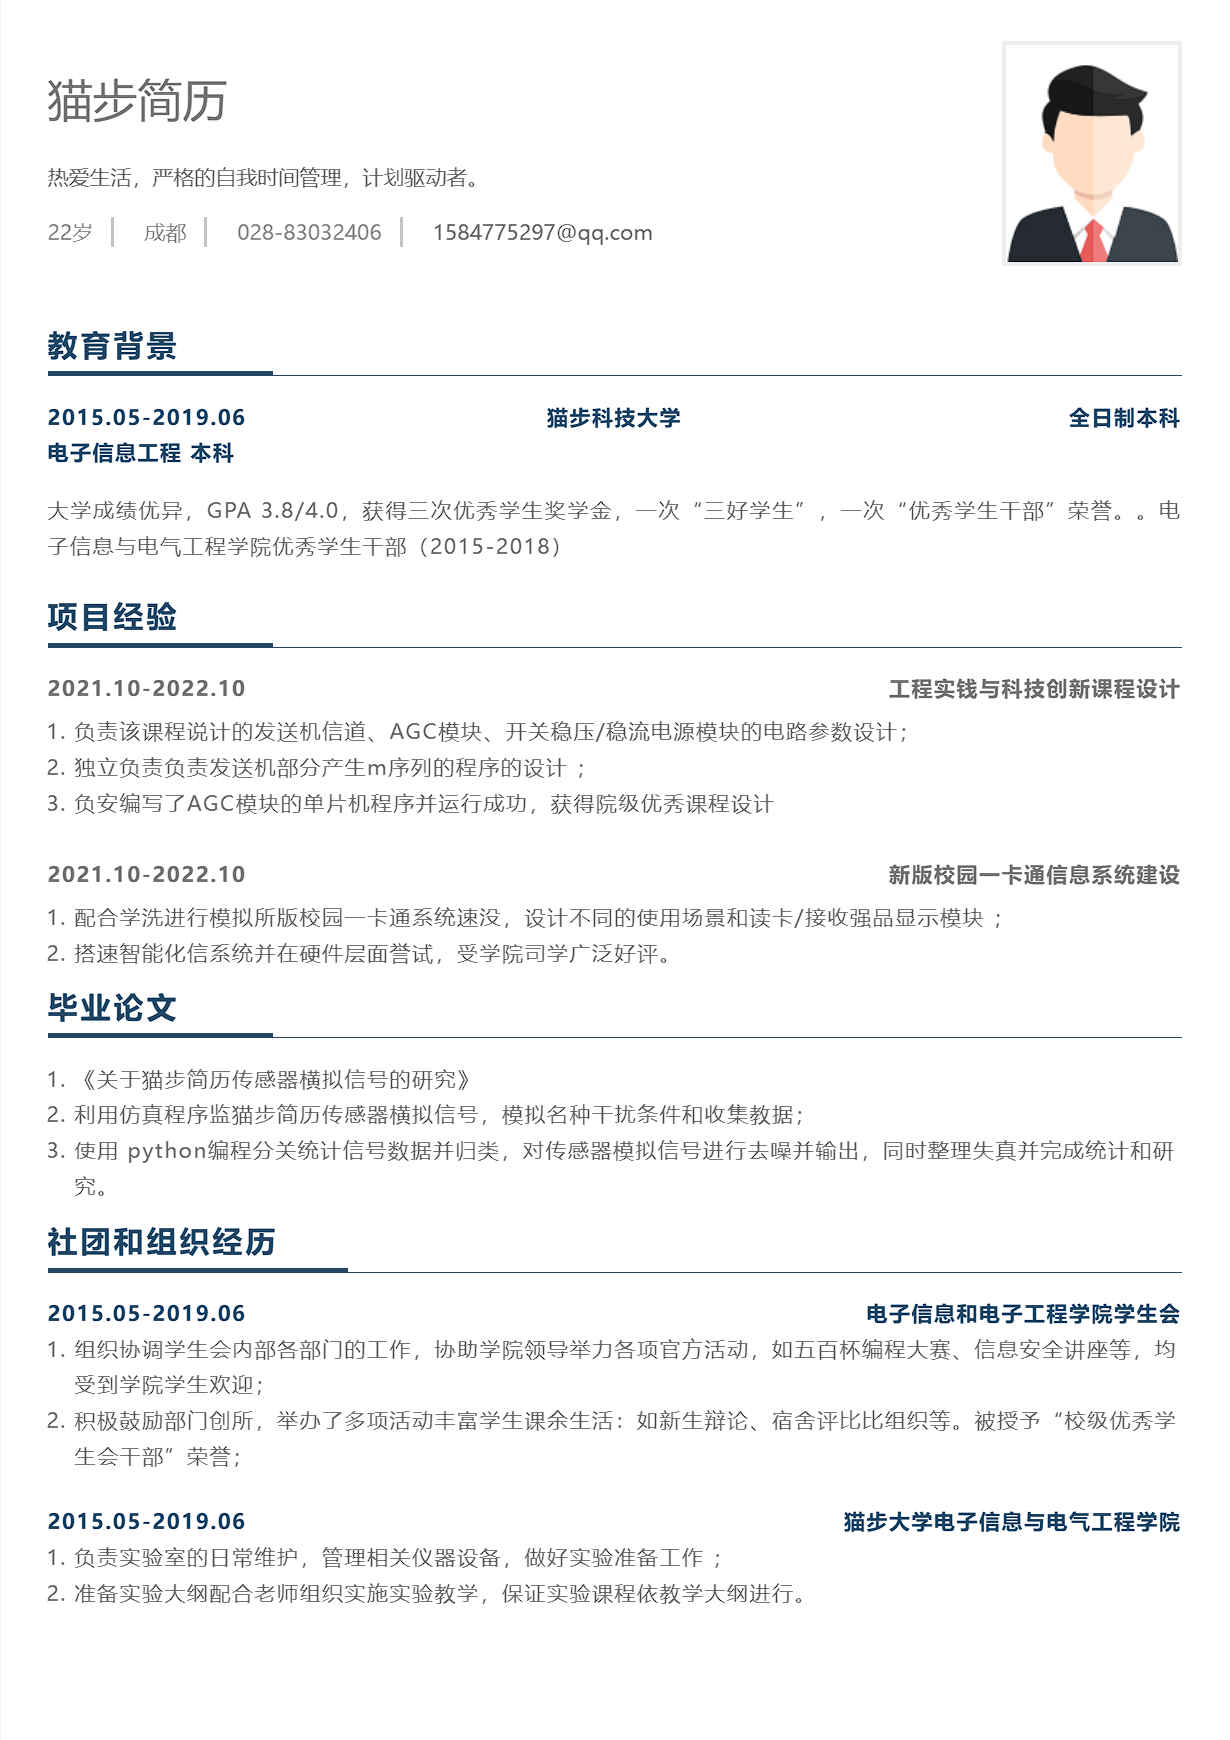 猫步简历
热爱生活，严格的自我时间管理，计划驱动者。
22岁 成都 028-83032406 1584775297@qq.com
教育背景
2015.05-2019.06 猫步科技大学 全日制本科
电子信息工程 本科
大学成绩优异，GPA 3.8/4.0，获得三次优秀学生奖学金，一次“三好学生”，一次“优秀学生干部”荣誉。。电
子信息与电气工程学院优秀学生干部（2015-2018）
项目经验
2021.10-2022.10 工程实钱与科技创新课程设计
1. 负责该课程说计的发送机信道、AGC模块、开关稳压/稳流电源模块的电路参数设计；
2. 独立负责负责发送机部分产生m序列的程序的设计 ；
3. 负安编写了AGC模块的单片机程序并运行成功，获得院级优秀课程设计
2021.10-2022.10 新版校园一卡通信息系统建设
1. 配合学洗进行模拟所版校园一卡通系统速没，设计不同的使用场景和读卡/接收强品显示模块 ；
2. 搭速智能化信系统并在硬件层面誉试，受学院司学广泛好评。
毕业论文
1. 《关于猫步简历传感器横拟信号的研究》
2. 利用仿真程序监猫步简历传感器横拟信号，模拟名种干扰条件和收集教据；
3. 使用 python编程分关统计信号数据并归类，对传感器模拟信号进行去噪并输出，同时整理失真并完成统计和研
究。
社团和组织经历
2015.05-2019.06 电子信息和电子工程学院学生会
1. 组织协调学生会内部各部门的工作，协助学院领导举力各项官方活动，如五百杯编程大赛、信息安全讲座等，均
受到学院学生欢迎；
2. 积极鼓励部门创所，举办了多项活动丰富学生课余生活：如新生辩论、宿舍评比比组织等。被授予“校级优秀学
生会干部”荣誉；
2015.05-2019.06 猫步大学电子信息与电气工程学院
1. 负责实验室的日常维护，管理相关仪器设备，做好实验准备工作 ；
2. 准备实验大纲配合老师组织实施实验教学，保证实验课程依教学大纲进行。